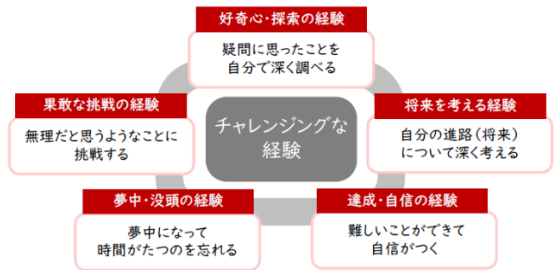 好奇心・探索の経験
疑問に思ったことを
自分で深く調べる
果敢な挑戦の経験
無理だと思うようなことに
挑戦する
チャレンジングな
経験
将来を考える経験
自分の進路(将来)
について深く考える
夢中・没頭の経験
夢中になって
時間がたつのを忘れる
達成・自信の経験
難しいことができて
自信がつく